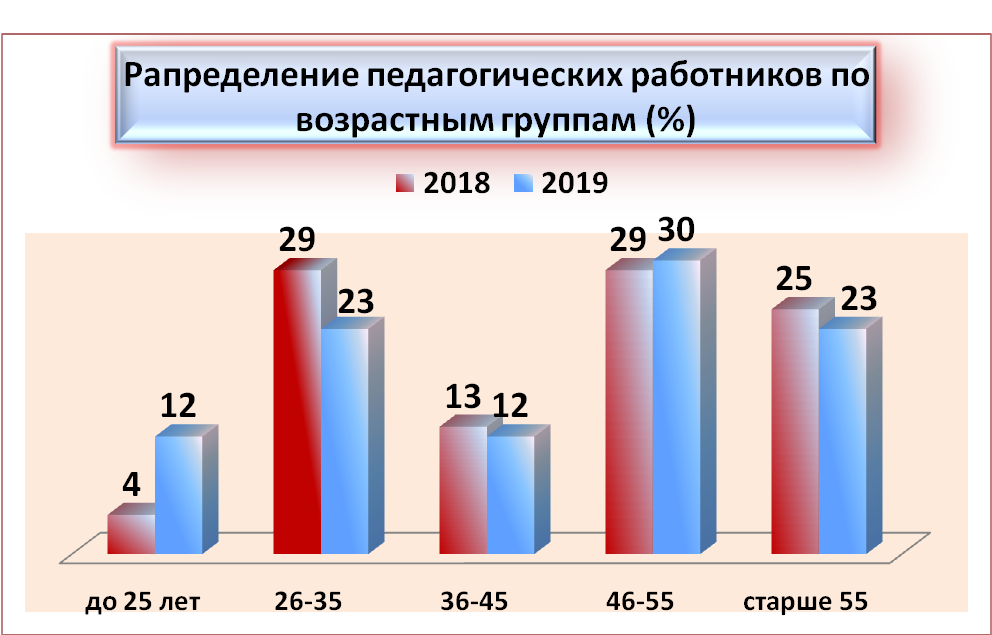 Рапределение педагогических работников по
возрастным группам (%)
2018 2019
29 23 29 30 25 23
4 12 13 12
до 25 лет 26-35 36-45 46-55 старше 55